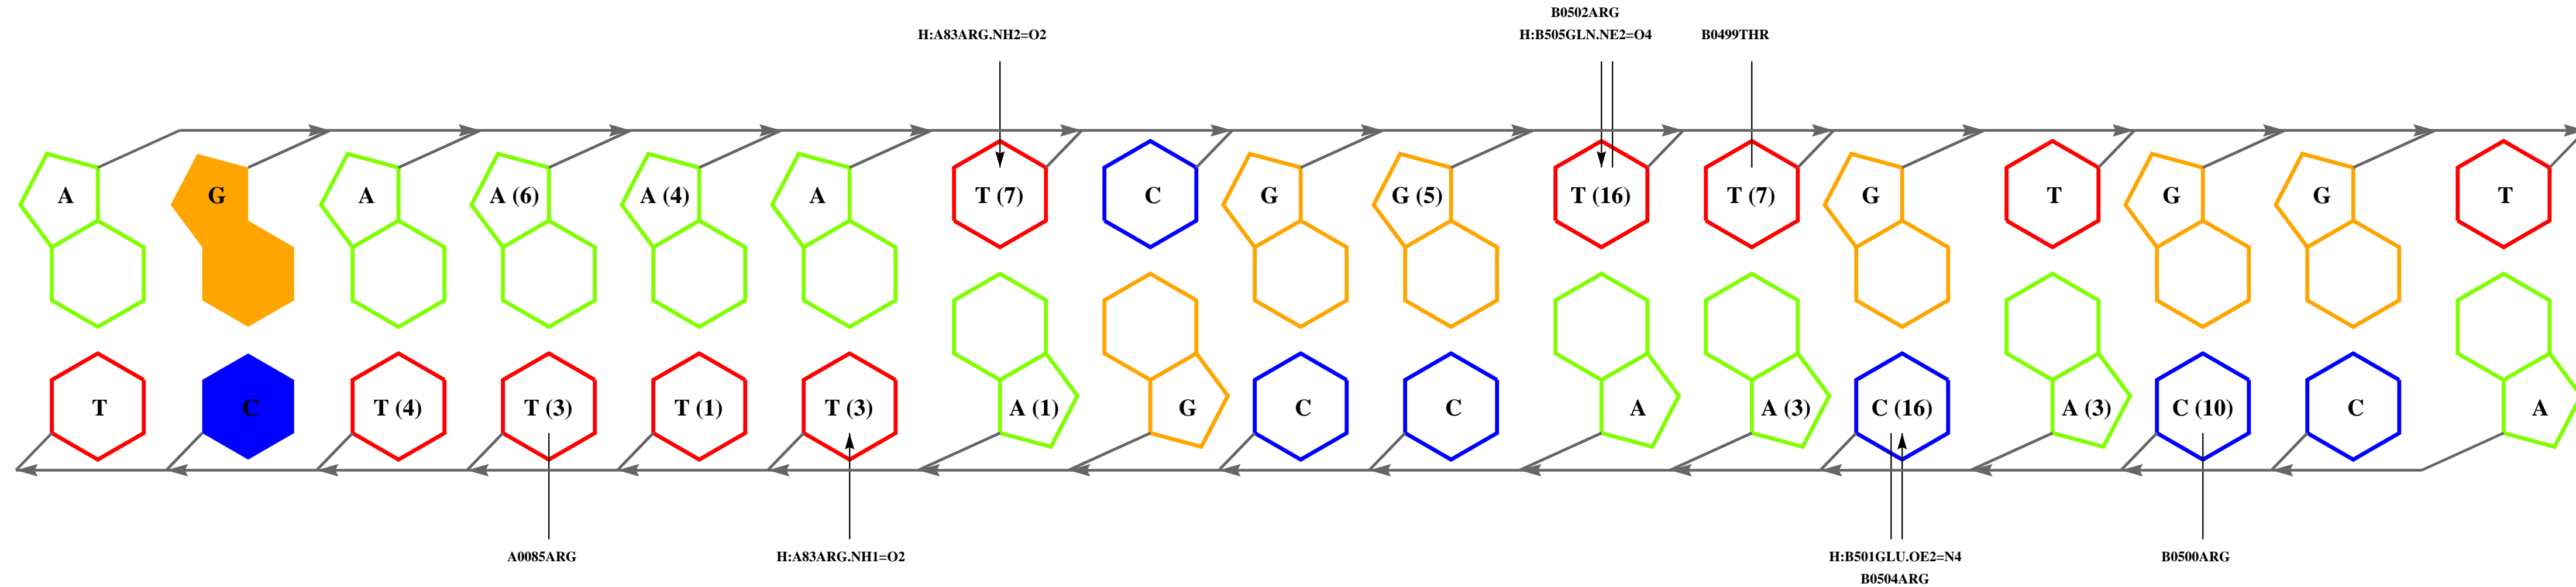 B0502ARG
H:A83ARG.NH2=O2 H:B505GLN.NE2=O4 B0499THR
A G A A (6) A (4) A T (7) C G G (5) T (16) T (7) G T G G T
T C T (4) T (3) T (1) T (3) A (1) G C C A A (3) C (16) A (3) C (10) C A
A0085ARG H:A83ARG.NH1=O2 H:B501GLU.OE2=N4 B0500ARG
B0504ARG